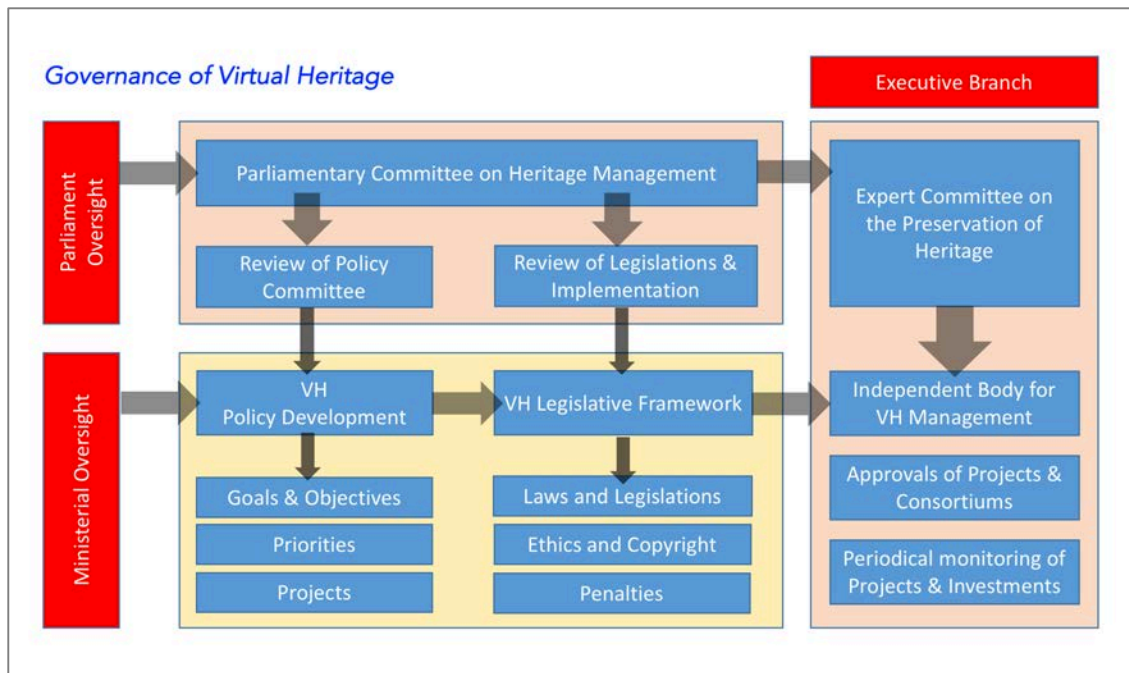 Governance of Virtual Heritage
Executive Branch
Parliament
Oversight
Parliamentary Committee on Heritage Management
Expert Committee on
the Preservation of
Heritage
Review of Policy
Committee
Review of Legislations &
Implementation
Ministerial Oversight
VH
Policy Development
VH Legislative Framework
Independent Body for
VH Management
Goals & Objectives
Priorities
Projects
Laws and Legislations
Ethics and Copyright
Penalties
Approvals of Projects &
Consortiums
Periodical monitoring of
Projects & Investments